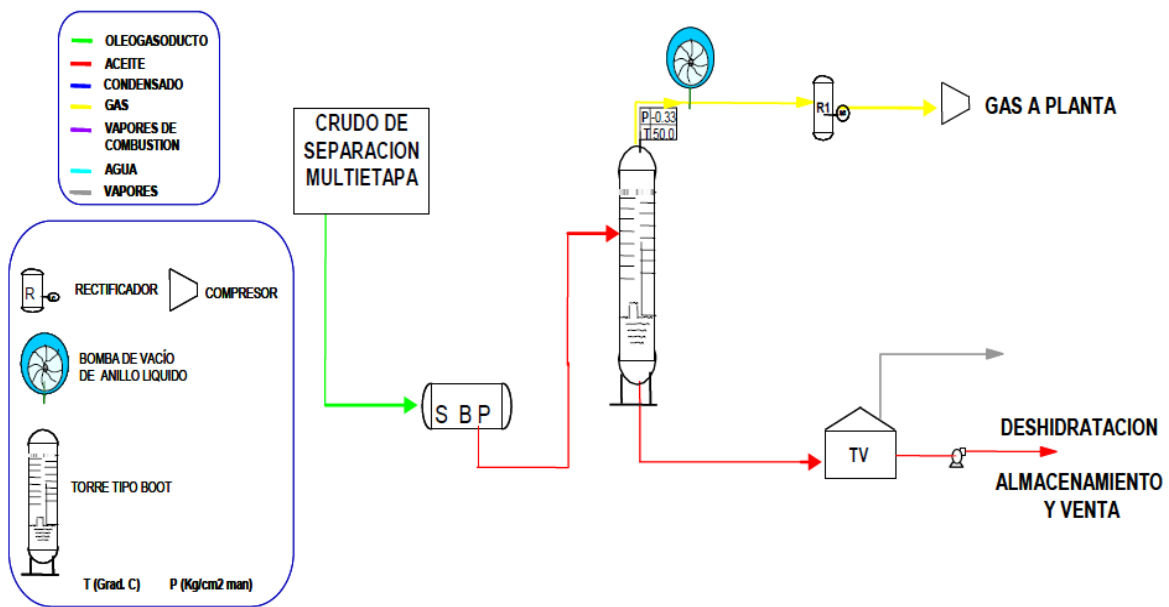 OLEOGASODUCTO
ACEITE
CONDENSADO
GAS
VAPORES DE
COMBUSTION
AGUA
VAPORES
R
RECTIFICADOR
COMPRESOR
BOMBA DE VACÍO
DE ANILLO LIQUIDO
TORRE TIPO BOOT
T (Grad. C) P (Kg/cm2 man)
CRUDO DE
SEPARACION
MULTIETAPA
S B P
P -0.33
T 50.0
R1
GAS A PLANTA
TV
DESHIDRATACION
ALMACENAMIENTO
Y VENTA